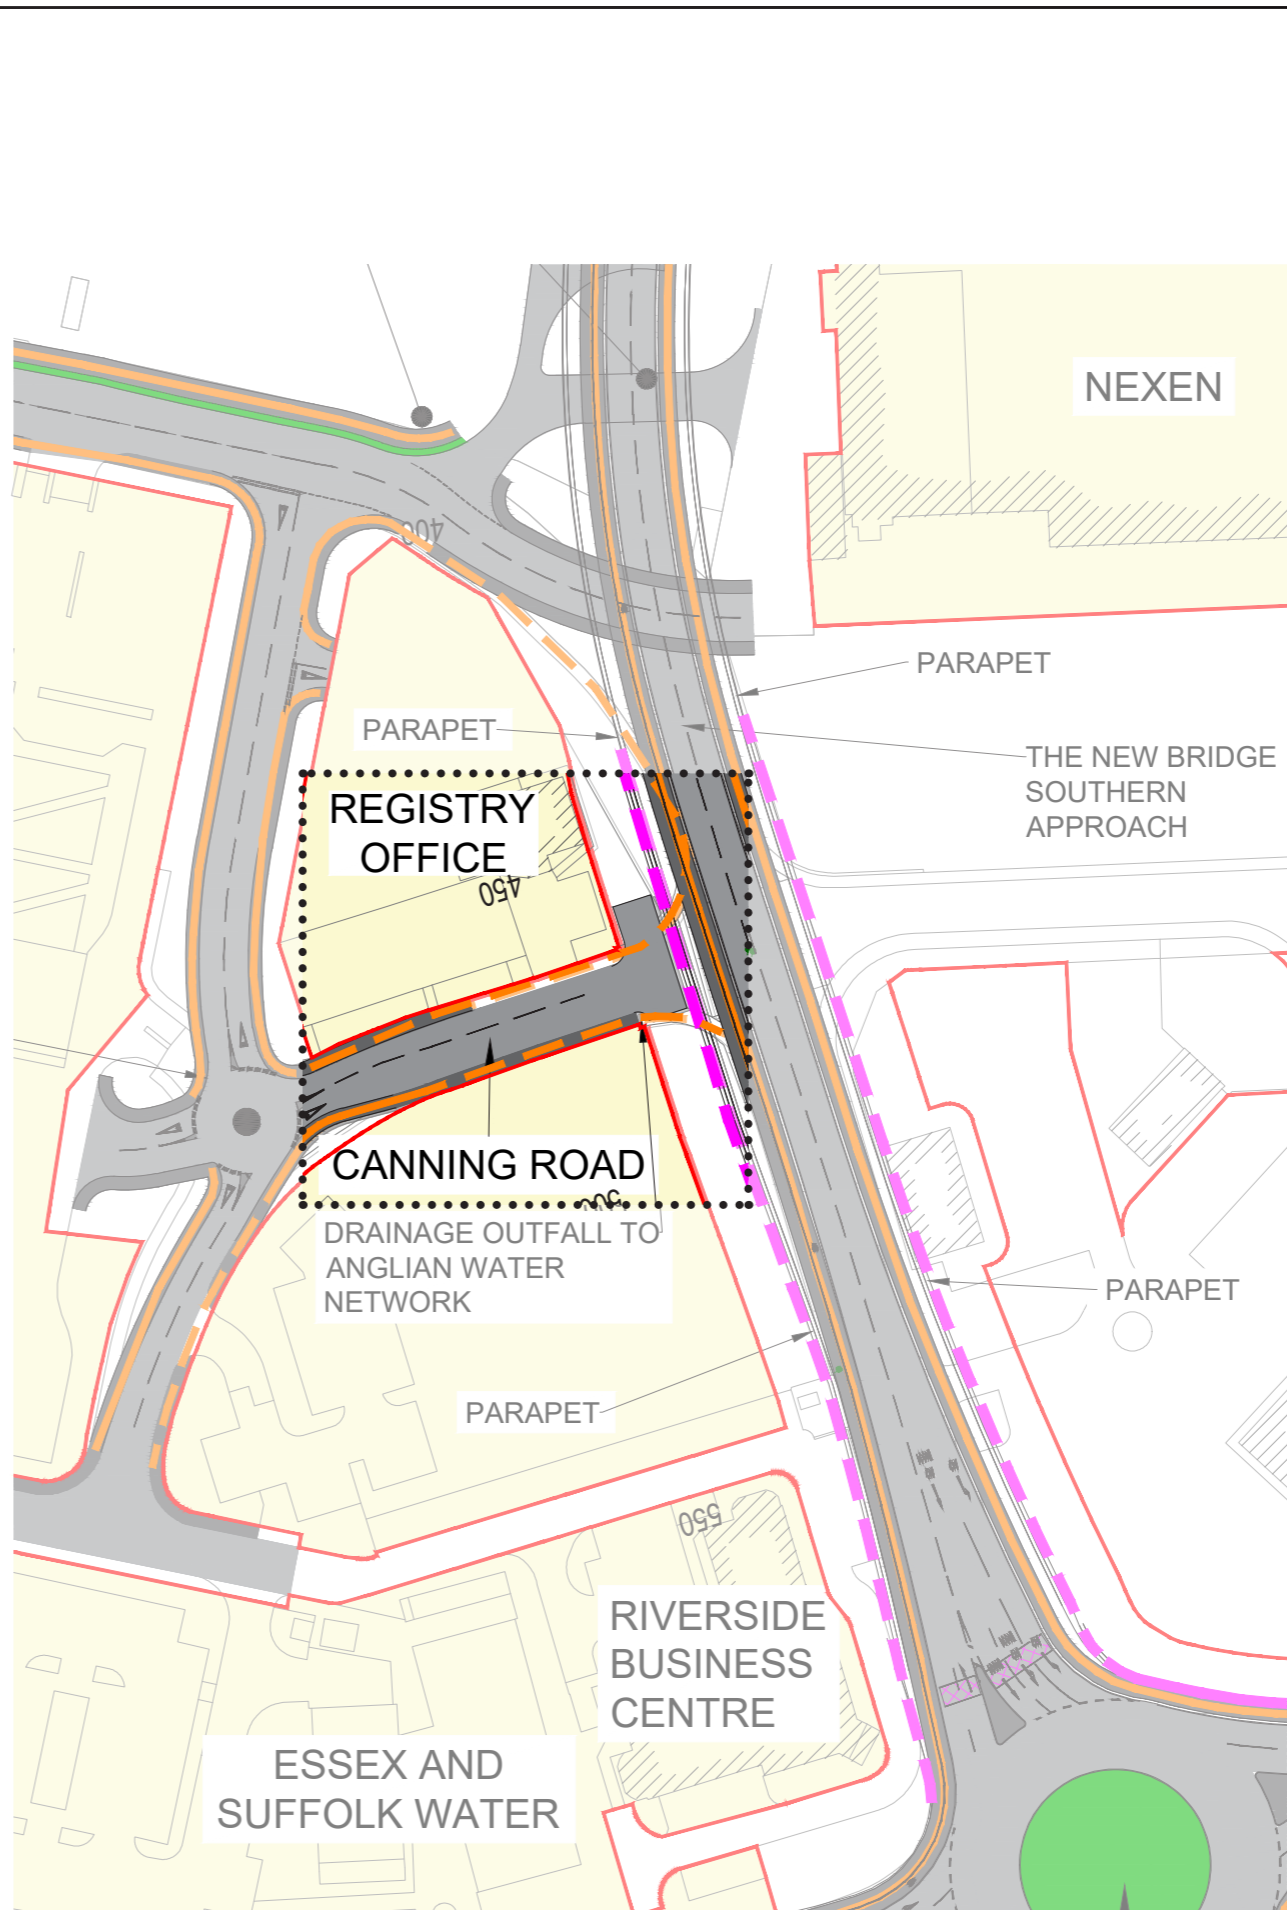 NEXEN
400
PARAPET
PARAPET
THE NEW BRIDGE
SOUTHERN
APPROACH
REGISTRY
OFFICE
450
CANNING ROAD
DRAINAGE OUTFALL TO
ANGLIAN WATER
NETWORK
PARAPET
PARAPET
550
RIVERSIDE
BUSINESS
CENTRE
ESSEX AND
SUFFOLK WATER